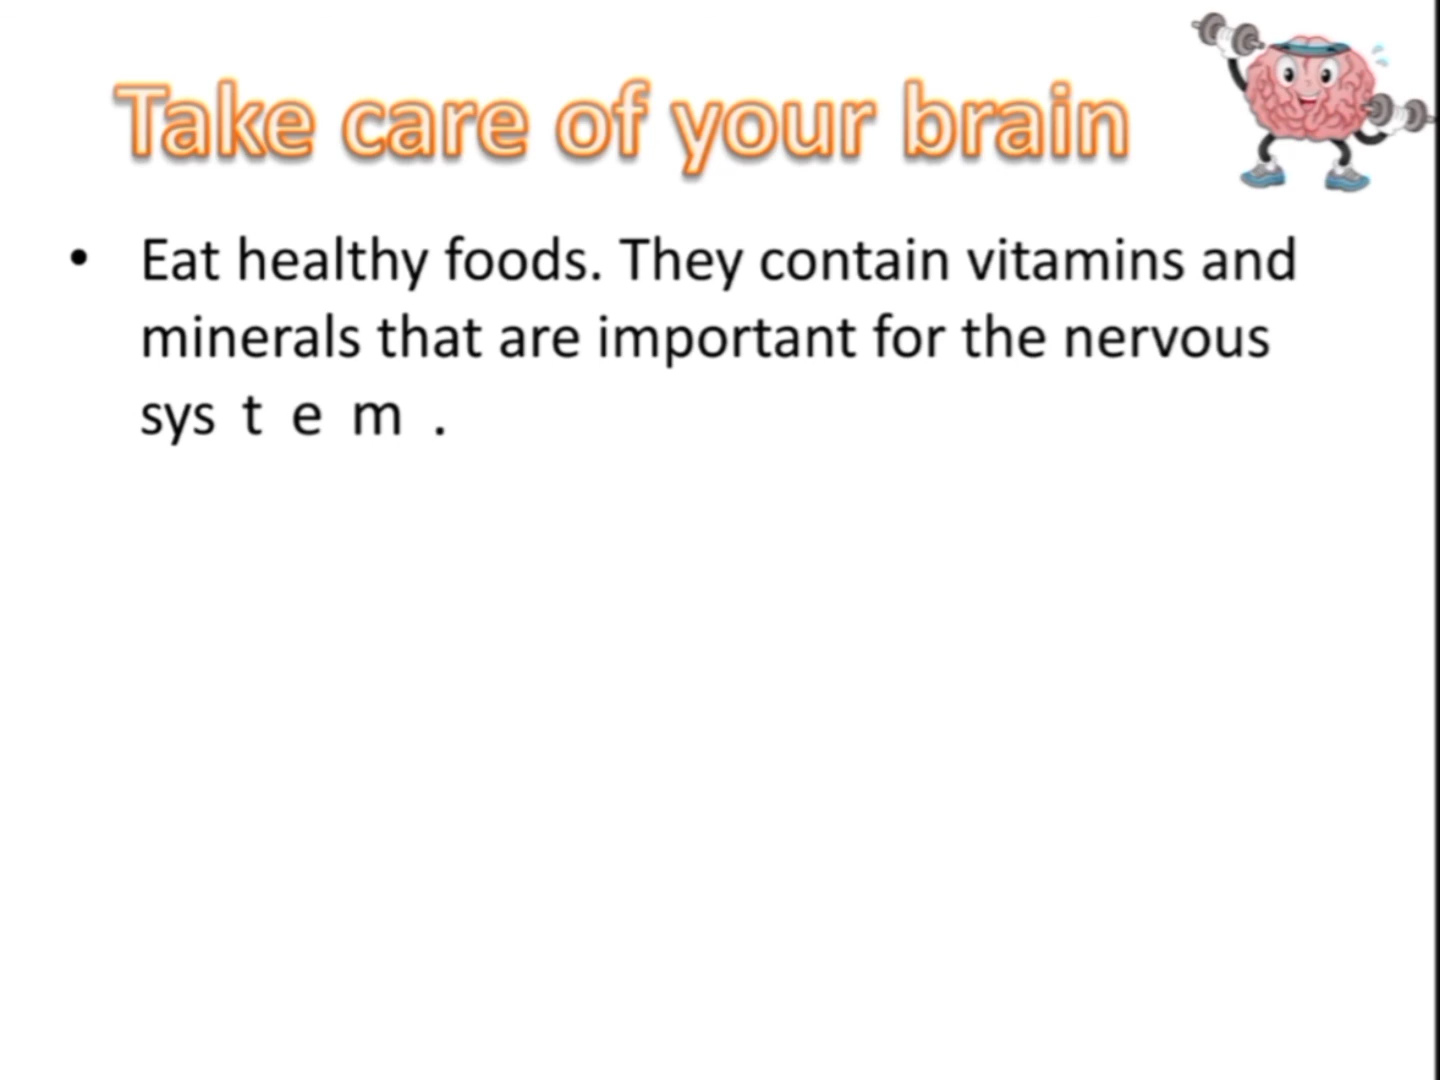 Take care of your brain
• Eat healthy foods. They contain vitamins and
minerals that are important for the nervous
sys t e m .